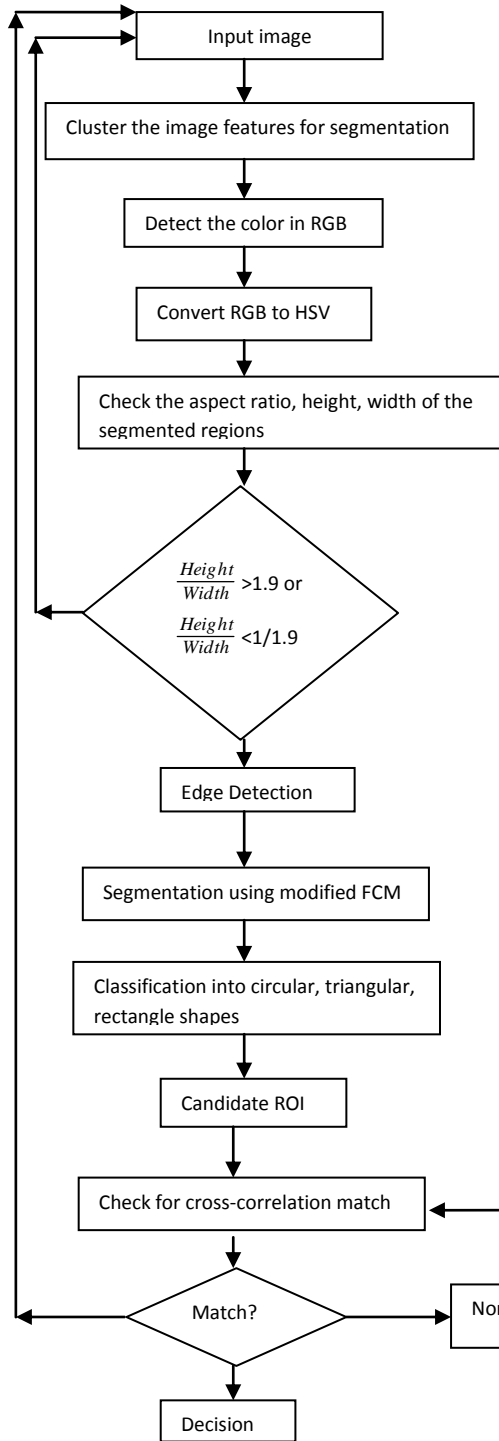 Input image
Cluster the image features for segmentation
Detect the color in RGB
Convert RGB to HSV
Check the aspect ratio, height, width of the
segmented regions
Height/Width >1.9 or
Height/Width <1/1.9
Edge Detection
Segmentation using modified FCM
Classification into circular, triangular,
rectangle shapes
Candidate ROI
Check for cross-correlation match
Match?
Decision